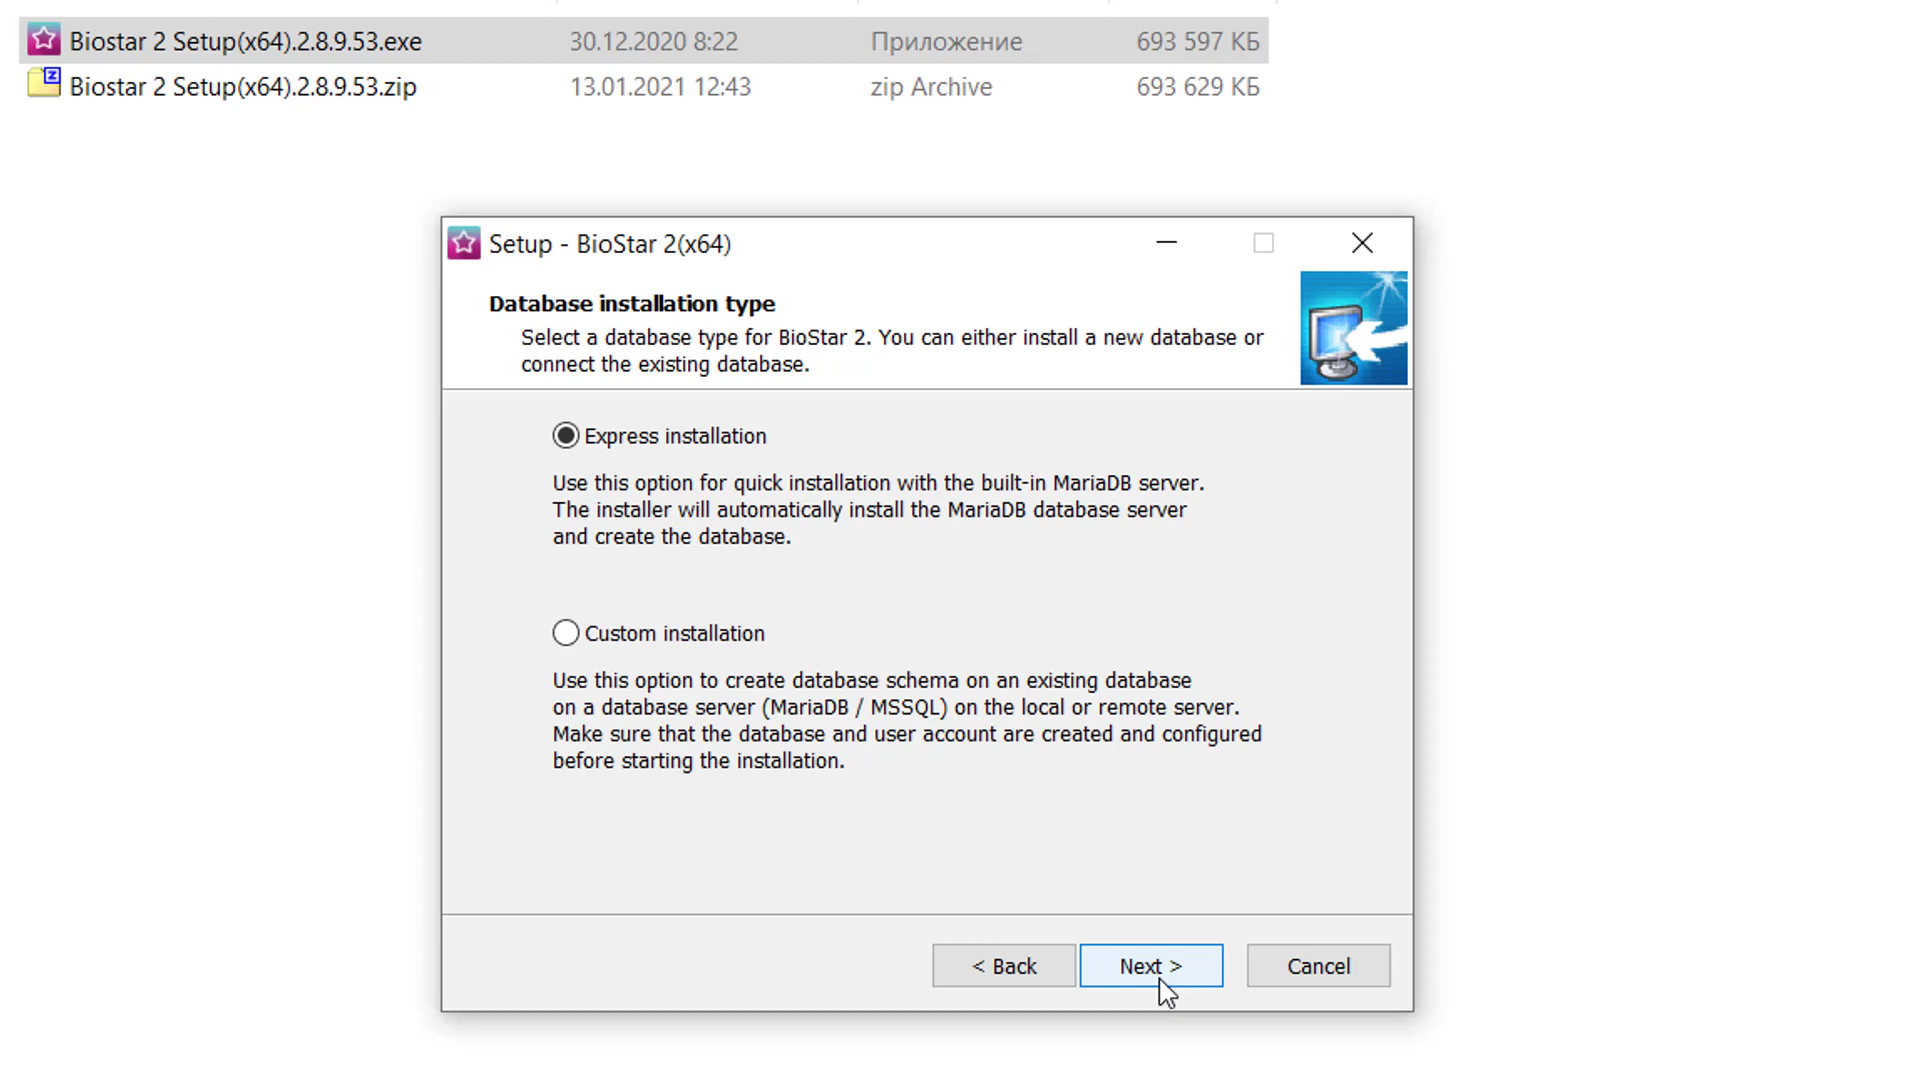 Biostar 2 Setup(x64).2.8.9.53.exe 30.12.2020 8:22 Приложение 693 597 КБ
Biostar 2 Setup(x64).2.8.9.53.zip 13.01.2021 12:43 zip Archive 693 629 КБ
Setup - BioStar 2(x64)
Database installation type
Select a database type for BioStar 2. You can either install a new database or
connect the existing database.
Express installation
Use this option for quick installation with the built-in MariaDB server.
The installer will automatically install the MariaDB database server
and create the database.
Custom installation
Use this option to create database schema on an existing database
on a database server (MariaDB / MSSQL) on the local or remote server.
Make sure that the database and user account are created and configured
before starting the installation.
< Back Next > Cancel